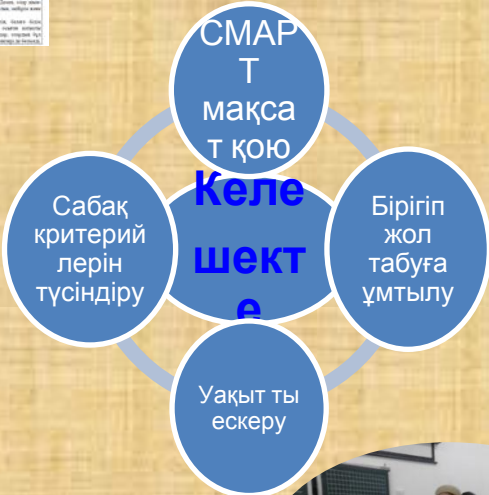 СМАР
Т
мақса
т қою
Келе
шект
е
Сабақ
критерий
лерін
түсіндіру
Бірігіп
жол
табуға
ұмтылу
Уақыт ты
ескеру